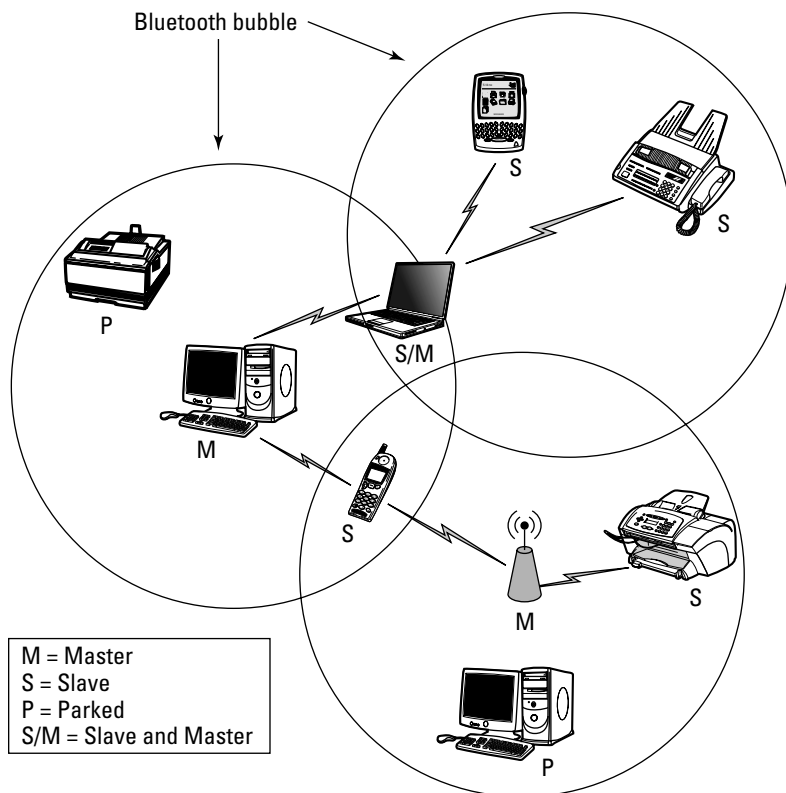 Bluetooth bubble
S
S
P
S/M
M
S
M
S
P
M = Master
S = Slave
P = Parked
S/M = Slave and Master